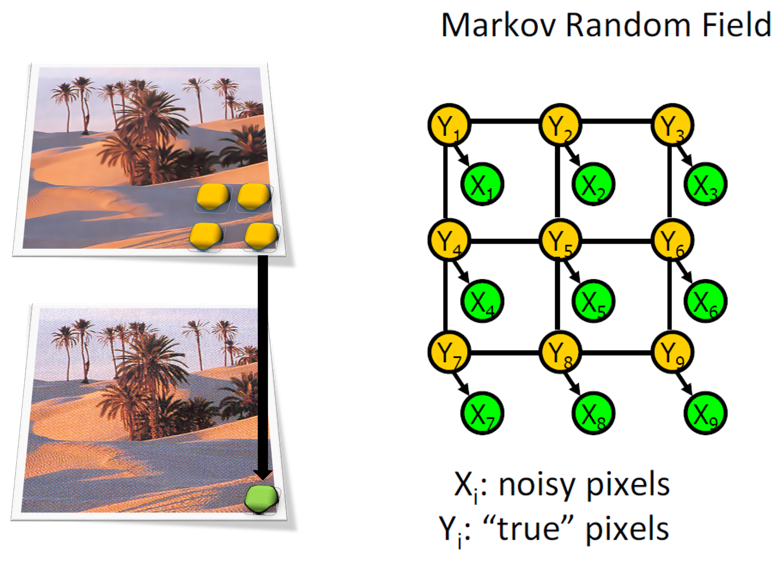 Markov Random Field
Y₁ Y₂ Y₃
X₁ X₂ X₃
Y₄ Y₅ Y₆
X₄ X₅ X₆
Y₇ Y₈ Y₉
X₇ X₈ X₉
Xᵢ: noisy pixels
Yᵢ: “true” pixels